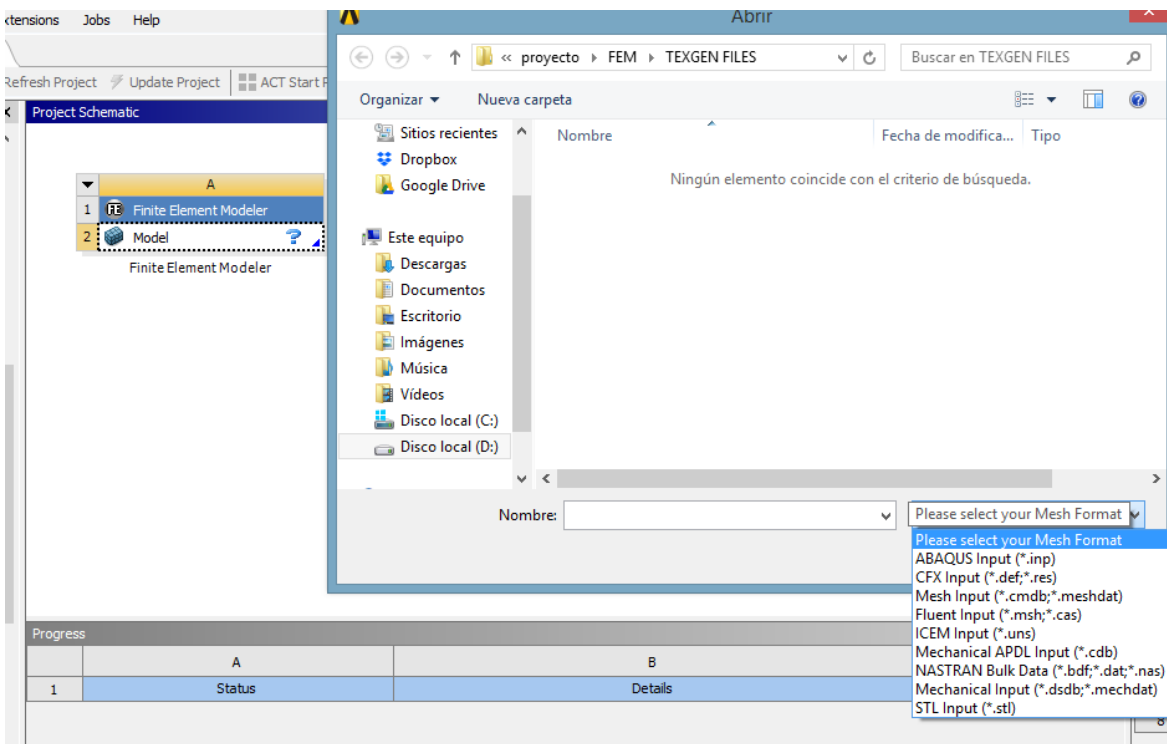 xtensions Jobs Help
Abrir
« proyecto FEM TEXGEN FILES
Buscar en TEXGEN FILES
Refresh Project Update Project ACT Start P
Organizar Nueva carpeta
Project Schematic
Sitios recientes
Dropbox
Google Drive
Este equipo
Descargas
Documentos
Escritorio
Imágenes
Música
Vídeos
Disco local (C:)
Disco local (D:)
Nombre Fecha de modifica... Tipo
Ningún elemento coincide con el criterio de búsqueda.
A
1 Finite Element Modeler
2 Model ?
Finite Element Modeler
Nombre:
Please select your Mesh Format
Please select your Mesh Format
ABAQUS Input (*.inp)
CFX Input (*.def;*.res)
Mesh Input (*.cmdb;*.meshdat)
Fluent Input (*.msh;*.cas)
ICEM Input (*.uns)
Mechanical APDL Input (*.cdb)
NASTRAN Bulk Data (*.bdf;*.dat;*.nas)
Mechanical Input (*.dsdb;*.mechdat)
STL Input (*.stl)
Progress
A B
1 Status Details
8